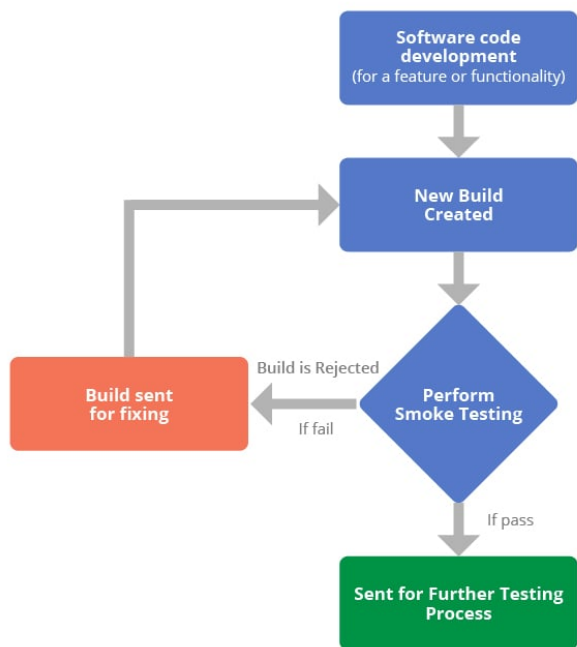 Software code
development
(for a feature or functionality)
New Build
Created
Build is Rejected
Build sent
for fixing
Perform
Smoke Testing
If fail
If pass
Sent for Further Testing
Process